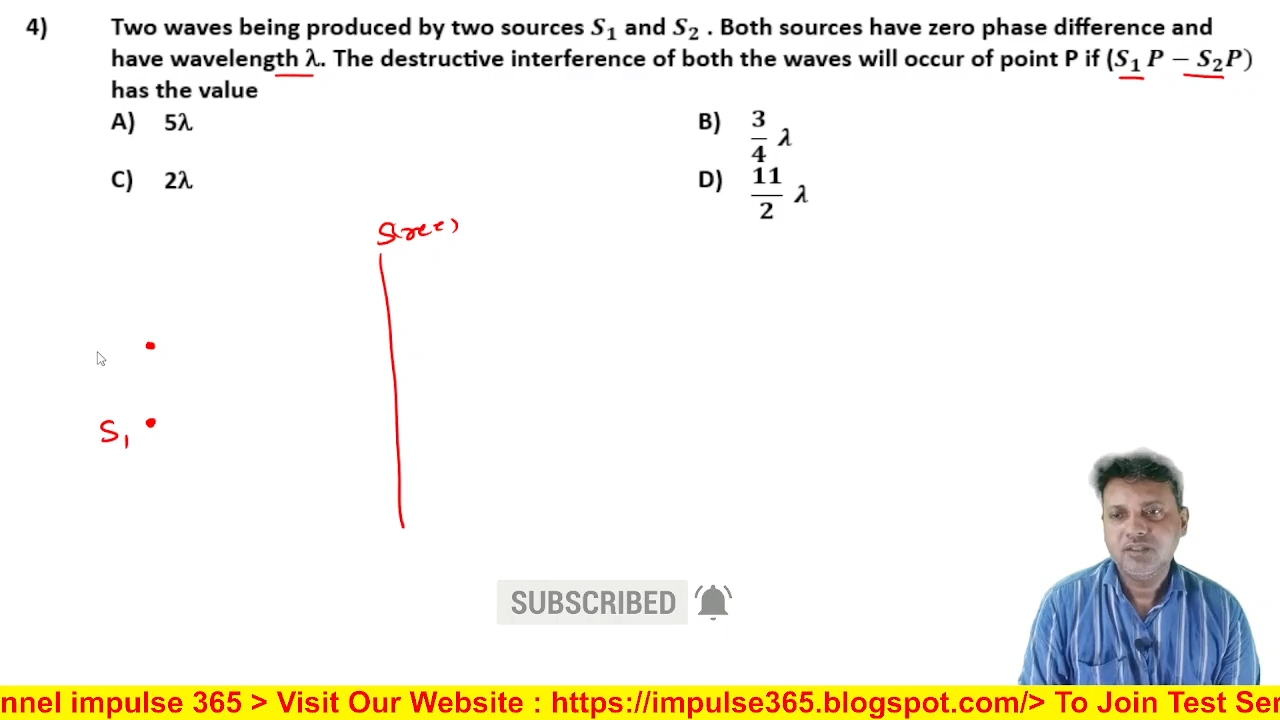 4) Two waves being produced by two sources S₁ and S₂ . Both sources have zero phase difference and
have wavelength λ. The destructive interference of both the waves will occur of point P if (S₁ P − S₂P)
has the value
A) 5λ B) 3/4 λ
C) 2λ D) 11/2 λ
S₁
SUBSCRIBED
nnel impulse 365 > Visit Our Website : https://impulse365.blogspot.com/> To Join Test Ser